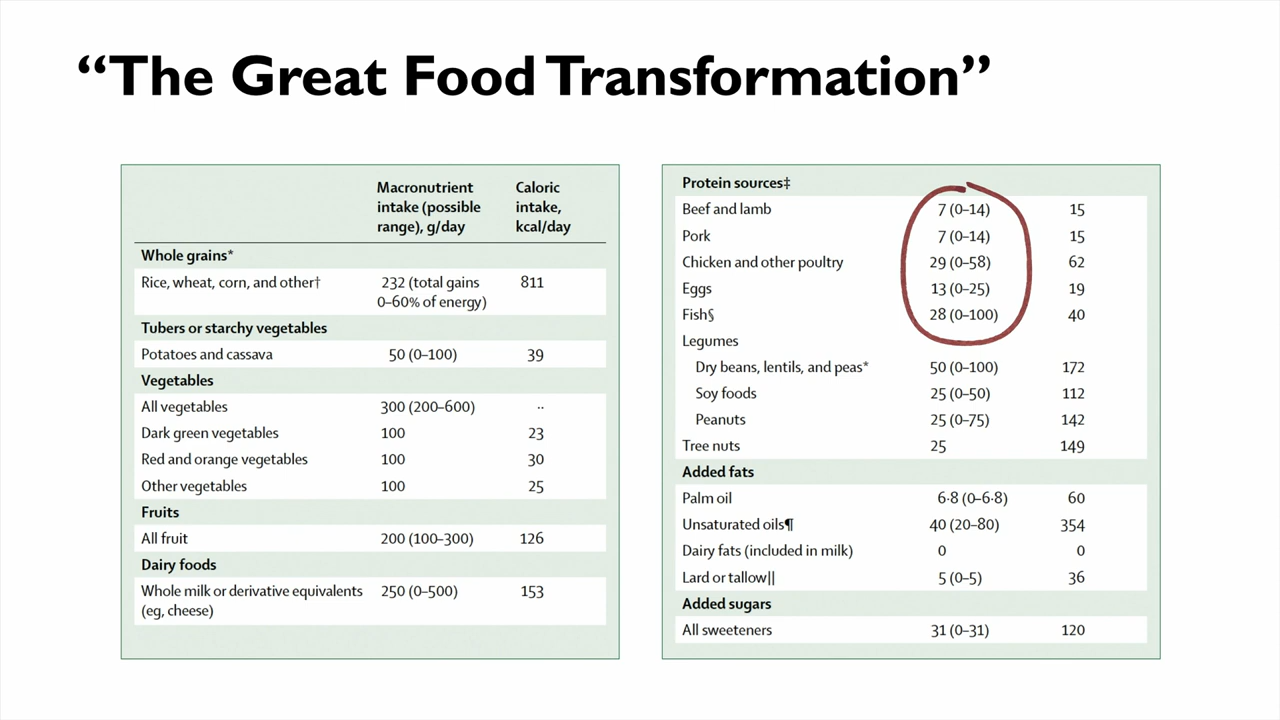 “The Great Food Transformation”
Macronutrient intake (possible range), g/day Caloric intake, kcal/day
Whole grains*
Rice, wheat, corn, and other† 232 (total gains 0–60% of energy) 811
Tubers or starchy vegetables
Potatoes and cassava 50 (0–100) 39
Vegetables
All vegetables 300 (200–600) ··
Dark green vegetables 100 23
Red and orange vegetables 100 30
Other vegetables 100 25
Fruits
All fruit 200 (100–300) 126
Dairy foods
Whole milk or derivative equivalents (eg, cheese) 250 (0–500) 153
Protein sources‡
Beef and lamb 7 (0–14) 15
Pork 7 (0–14) 15
Chicken and other poultry 29 (0–58) 62
Eggs 13 (0–25) 19
Fish§ 28 (0–100) 40
Legumes
Dry beans, lentils, and peas* 50 (0–100) 172
Soy foods 25 (0–50) 112
Peanuts 25 (0–75) 142
Tree nuts 25 149
Added fats
Palm oil 6·8 (0–6·8) 60
Unsaturated oils¶ 40 (20–80) 354
Dairy fats (included in milk) 0 0
Lard or tallow|| 5 (0–5) 36
Added sugars
All sweeteners 31 (0–31) 120